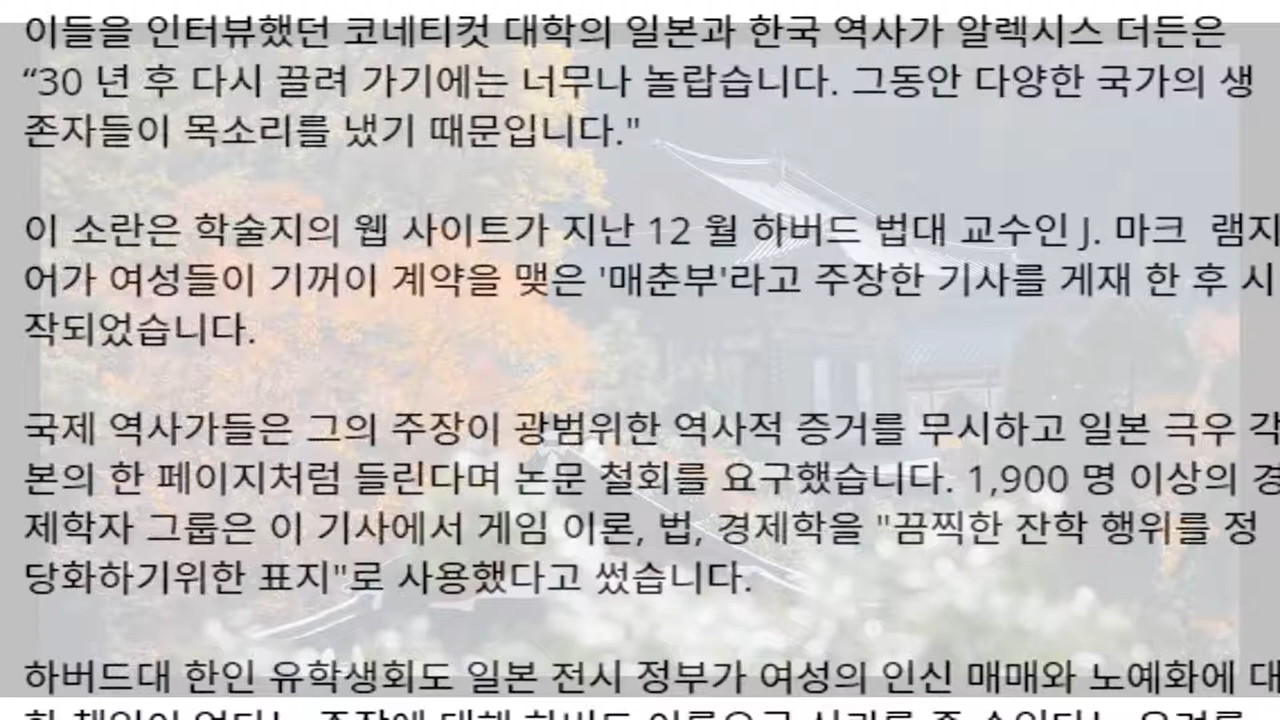 이들을 인터뷰했던 코네티컷 대학의 일본과 한국 역사가 알렉시스 더든은
“30 년 후 다시 끌려 가기에는 너무나 놀랍습니다. 그동안 다양한 국가의 생
존자들이 목소리를 냈기 때문입니다."
이 소란은 학술지의 웹 사이트가 지난 12 월 하버드 법대 교수인 J. 마크 램지
어가 여성들이 기꺼이 계약을 맺은 '매춘부'라고 주장한 기사를 게재 한 후 시
작되었습니다.
국제 역사가들은 그의 주장이 광범위한 역사적 증거를 무시하고 일본 극우 각
본의 한 페이지처럼 들린다며 논문 철회를 요구했습니다. 1,900 명 이상의 경
제학자 그룹은 이 기사에서 게임 이론, 법, 경제학을 "끔찍한 잔학 행위를 정
당화하기위한 표지"로 사용했다고 썼습니다.
하버드대 한인 유학생회도 일본 전시 정부가 여성의 인신 매매와 노예화에 대